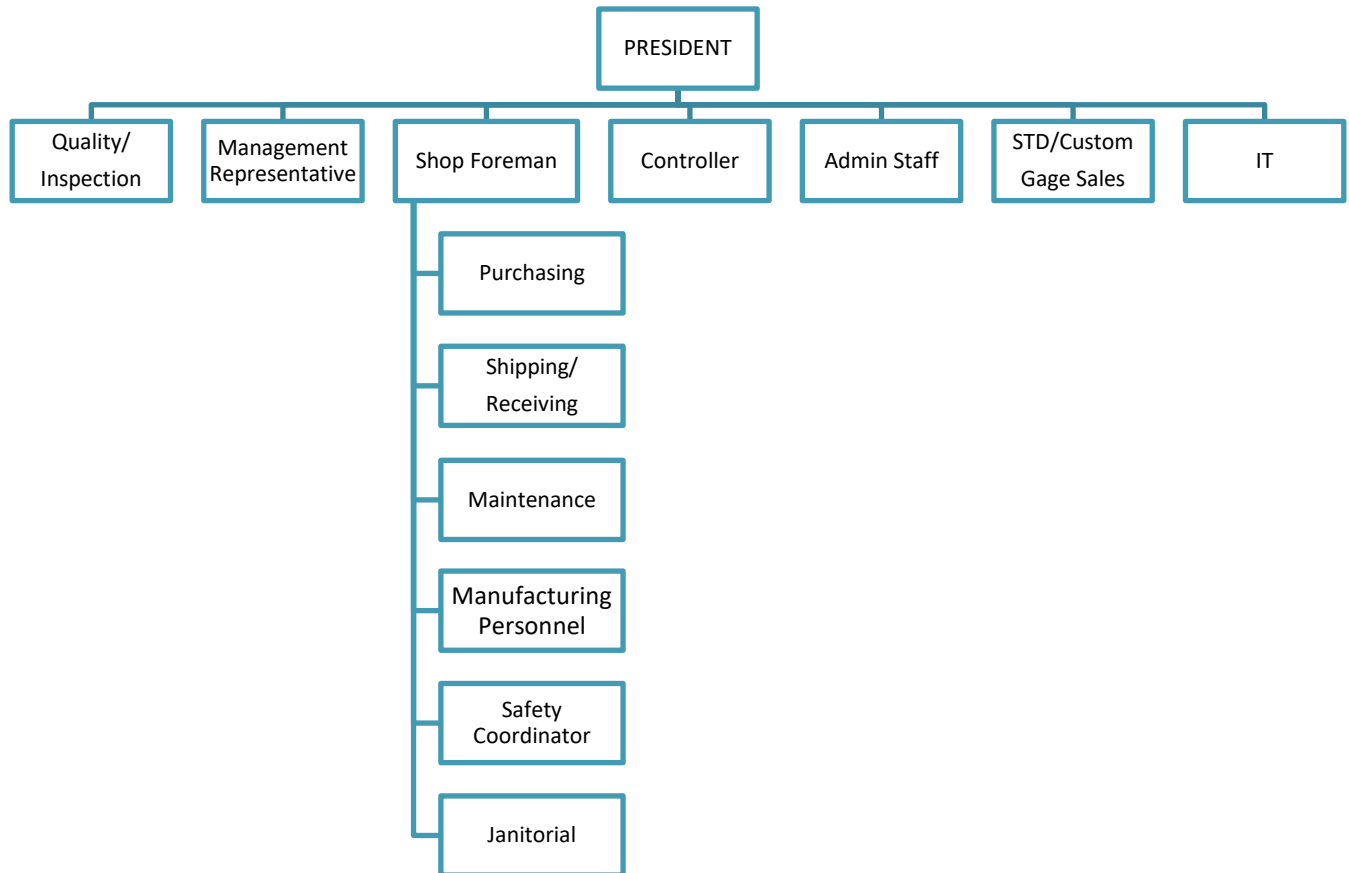 PRESIDENT
Quality/
Inspection
Management
Representative
Shop Foreman
Controller
Admin Staff
STD/Custom
Gage Sales
IT
Purchasing
Shipping/
Receiving
Maintenance
Manufacturing
Personnel
Safety
Coordinator
Janitorial